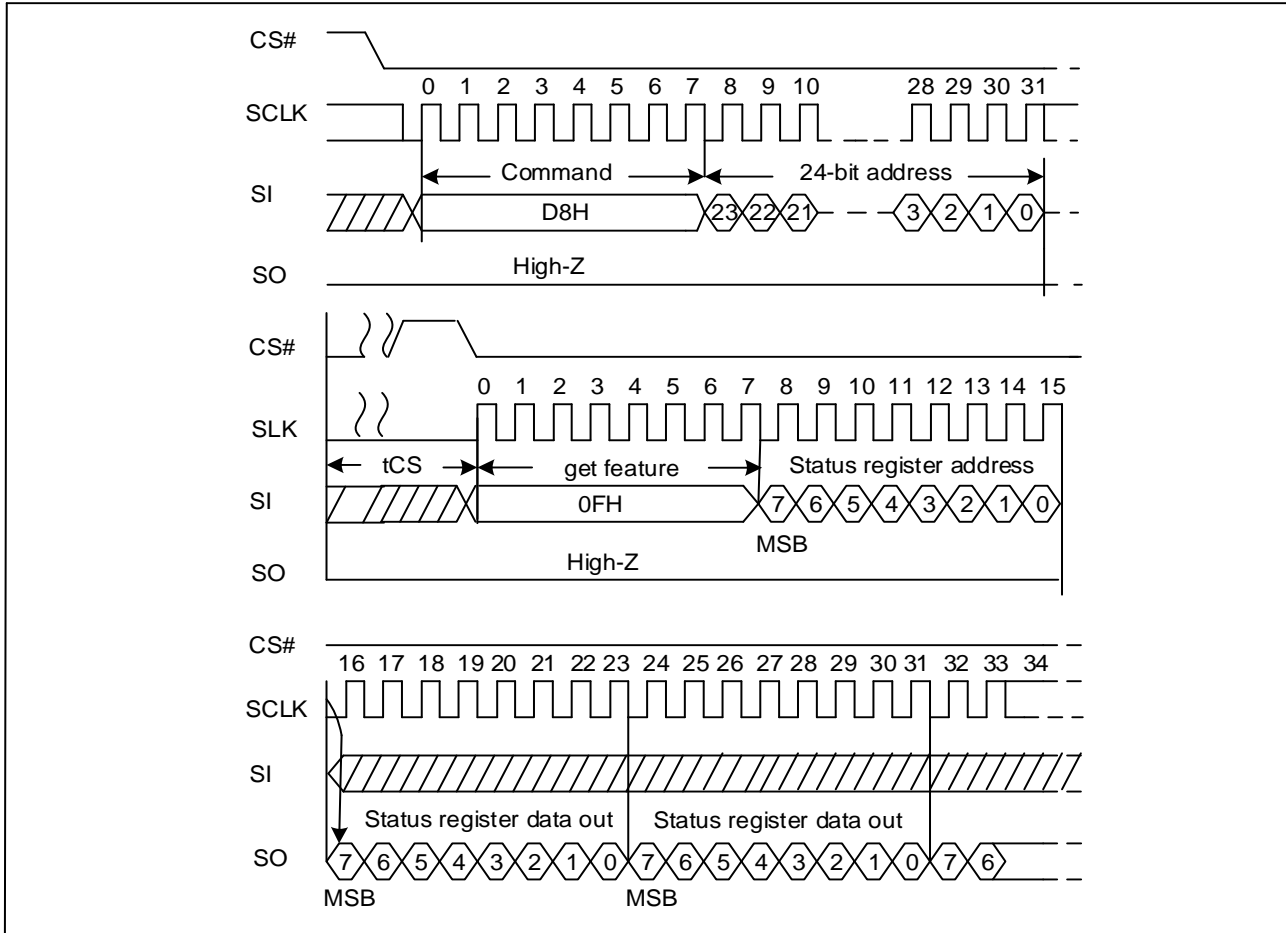 CS#
0 1 2 3 4 5 6 7 8 9 10 28 29 30 31
SCLK
Command 24-bit address
SI
D8H 23 22 21 3 2 1 0
High-Z
SO
CS#
0 1 2 3 4 5 6 7 8 9 10 11 12 13 14 15
SLK
tCS get feature Status register address
SI
0FH 7 6 5 4 3 2 1 0
MSB
High-Z
SO
CS#
16 17 18 19 20 21 22 23 24 25 26 27 28 29 30 31 32 33 34
SCLK
SI
Status register data out Status register data out
SO
7 6 5 4 3 2 1 0 7 6 5 4 3 2 1 0 7 6
MSB MSB